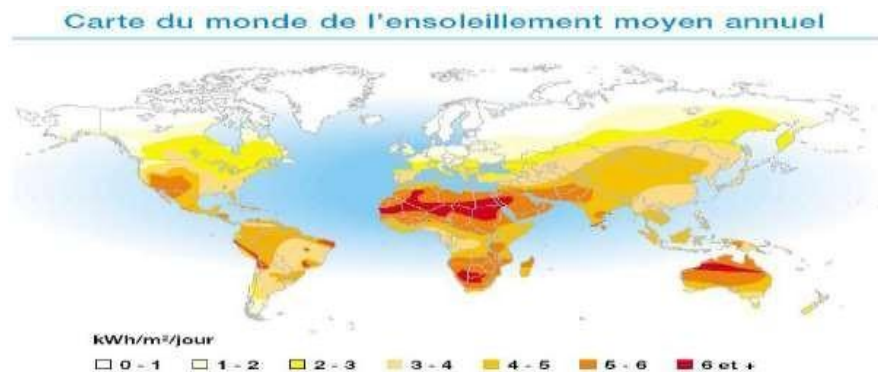 Carte du monde de l'ensoleillement moyen annuel
kWh/m²/jour
0 - 1 1 - 2 2 - 3 3 - 4 4 - 5 5 - 6 6 et +